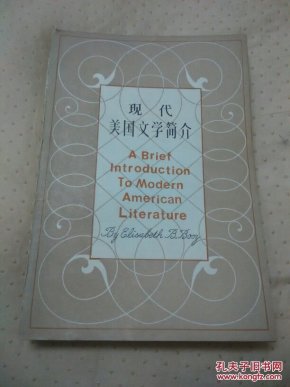 现代
美国文学简介
A Brief
Introduction
To Modern
American
Literature
By Elisabeth B. Booz
孔夫子旧书网